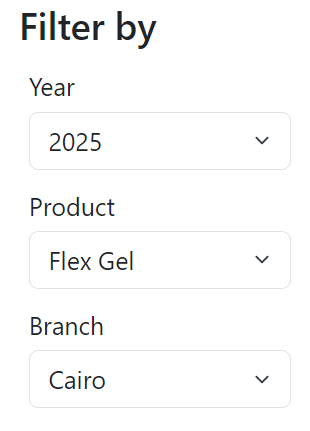 Filter by
Year
2025
Product
Flex Gel
Branch
Cairo